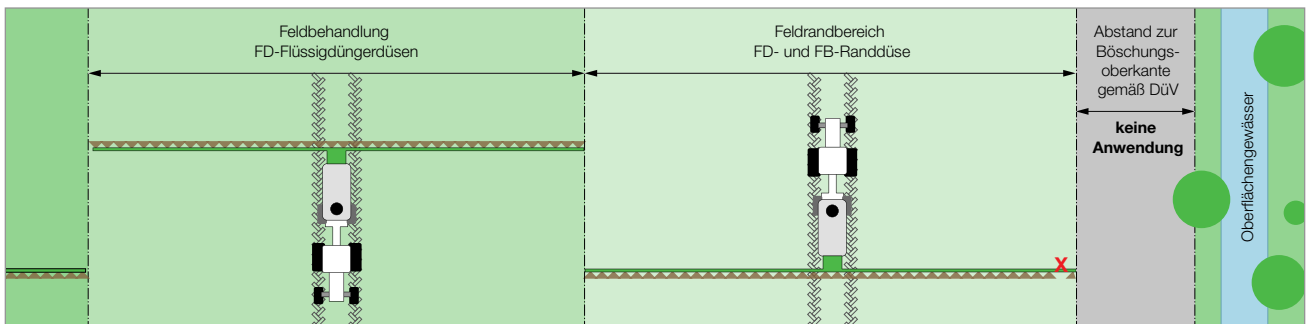 Feldbehandlung
FD-Flüssigdüngerdüsen
Feldrandbereich
FD- und FB-Randdüse
Abstand zur
Böschungs-
oberkante
gemäß DüV
keine
Anwendung
Oberflächengewässer
X